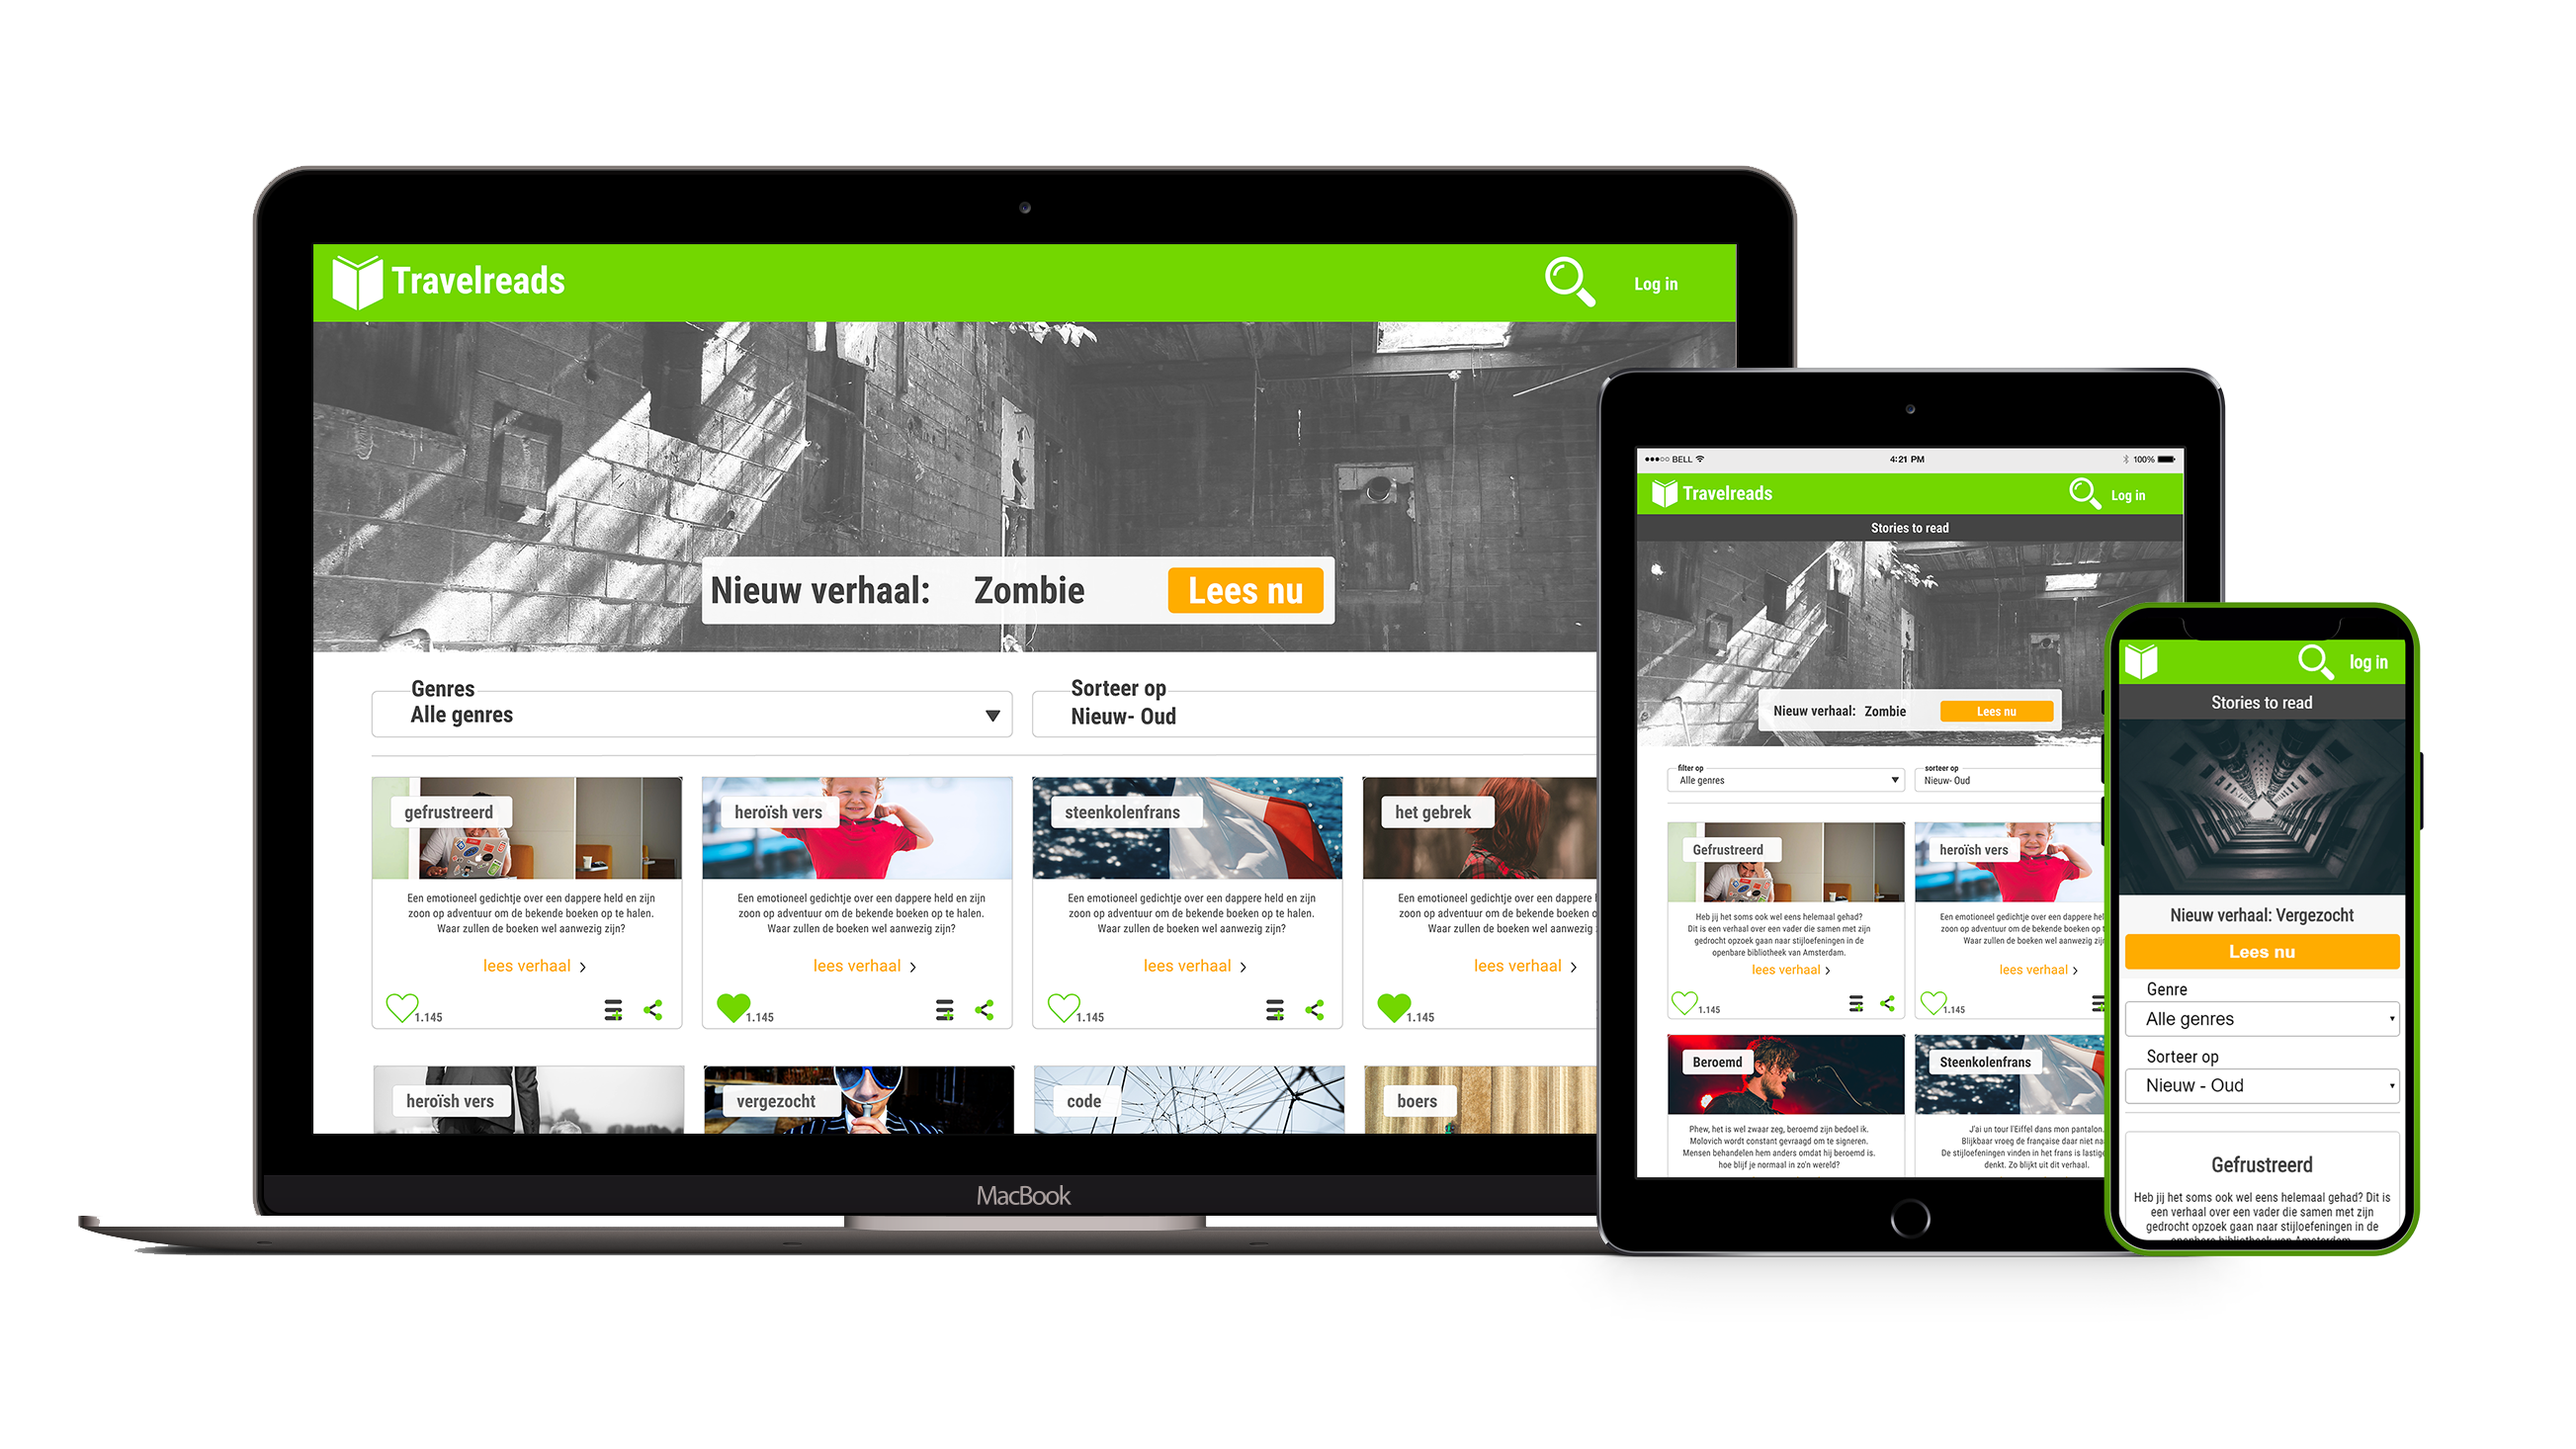 Travelreads
Log in
Nieuw verhaal: Zombie Lees nu
Genres
Alle genres
Sorteer op
Nieuw- Oud
gefrustreerd
Een emotioneel gedichtje over een dappere held en zijn
zoon op adventuur om de bekende boeken op te halen.
Waar zullen de boeken wel aanwezig zijn?
lees verhaal
1.145
heroïsh vers
Een emotioneel gedichtje over een dappere held en zijn
zoon op adventuur om de bekende boeken op te halen.
Waar zullen de boeken wel aanwezig zijn?
lees verhaal
1.145
steenkolenfrans
Een emotioneel gedichtje over een dappere held en zijn
zoon op adventuur om de bekende boeken op te halen.
Waar zullen de boeken wel aanwezig zijn?
lees verhaal
1.145
het gebrek
Een emotioneel gedichtje over een dappere
zoon op adventuur om de bekende boeken o
Waar zullen de boeken wel aanwezig
lees verhaal
1.145
heroïsh vers
vergezocht
code
boers
MacBook
BELL
4:21 PM
100%
Travelreads
Log in
Stories to read
Nieuw verhaal: Zombie Lees nu
filter op
Alle genres
sorteer op
Nieuw- Oud
Gefrustreerd
Heb jij het soms ook wel eens helemaal gehad?
Dit is een verhaal over een vader die samen met zijn
gedrocht opzoek gaan naar stijloefeningen in de
openbare bibliotheek van Amsterdam.
lees verhaal
1.145
heroïsh vers
Een emotioneel gedichtje over een dappere hel
zoon op adventuur om de bekende boeken op
Waar zullen de boeken wel aanwezig zij
lees verhaal
1.145
Beroemd
Phew, het is wel zwaar zeg, beroemd zijn bedoel ik.
Molovich wordt constant gevraagd om te signeren.
Mensen behandelen hem anders omdat hij beroemd is.
hoe blijf je normaal in zo'n wereld?
Steenkolenfrans
J'ai un tour l'Eiffel dans mon pantalon.
Blijkbaar vroeg de française daar niet na
De stijloefeningen vinden in het frans is lastige
denkt. Zo blijkt uit dit verhaal.
log in
Stories to read
Nieuw verhaal: Vergezocht
Lees nu
Genre
Alle genres
Sorteer op
Nieuw - Oud
Gefrustreerd
Heb jij het soms ook wel eens helemaal gehad? Dit is
een verhaal over een vader die samen met zijn
gedrocht opzoek gaan naar stijloefeningen in de
openbare bibliotheek van Amsterdam